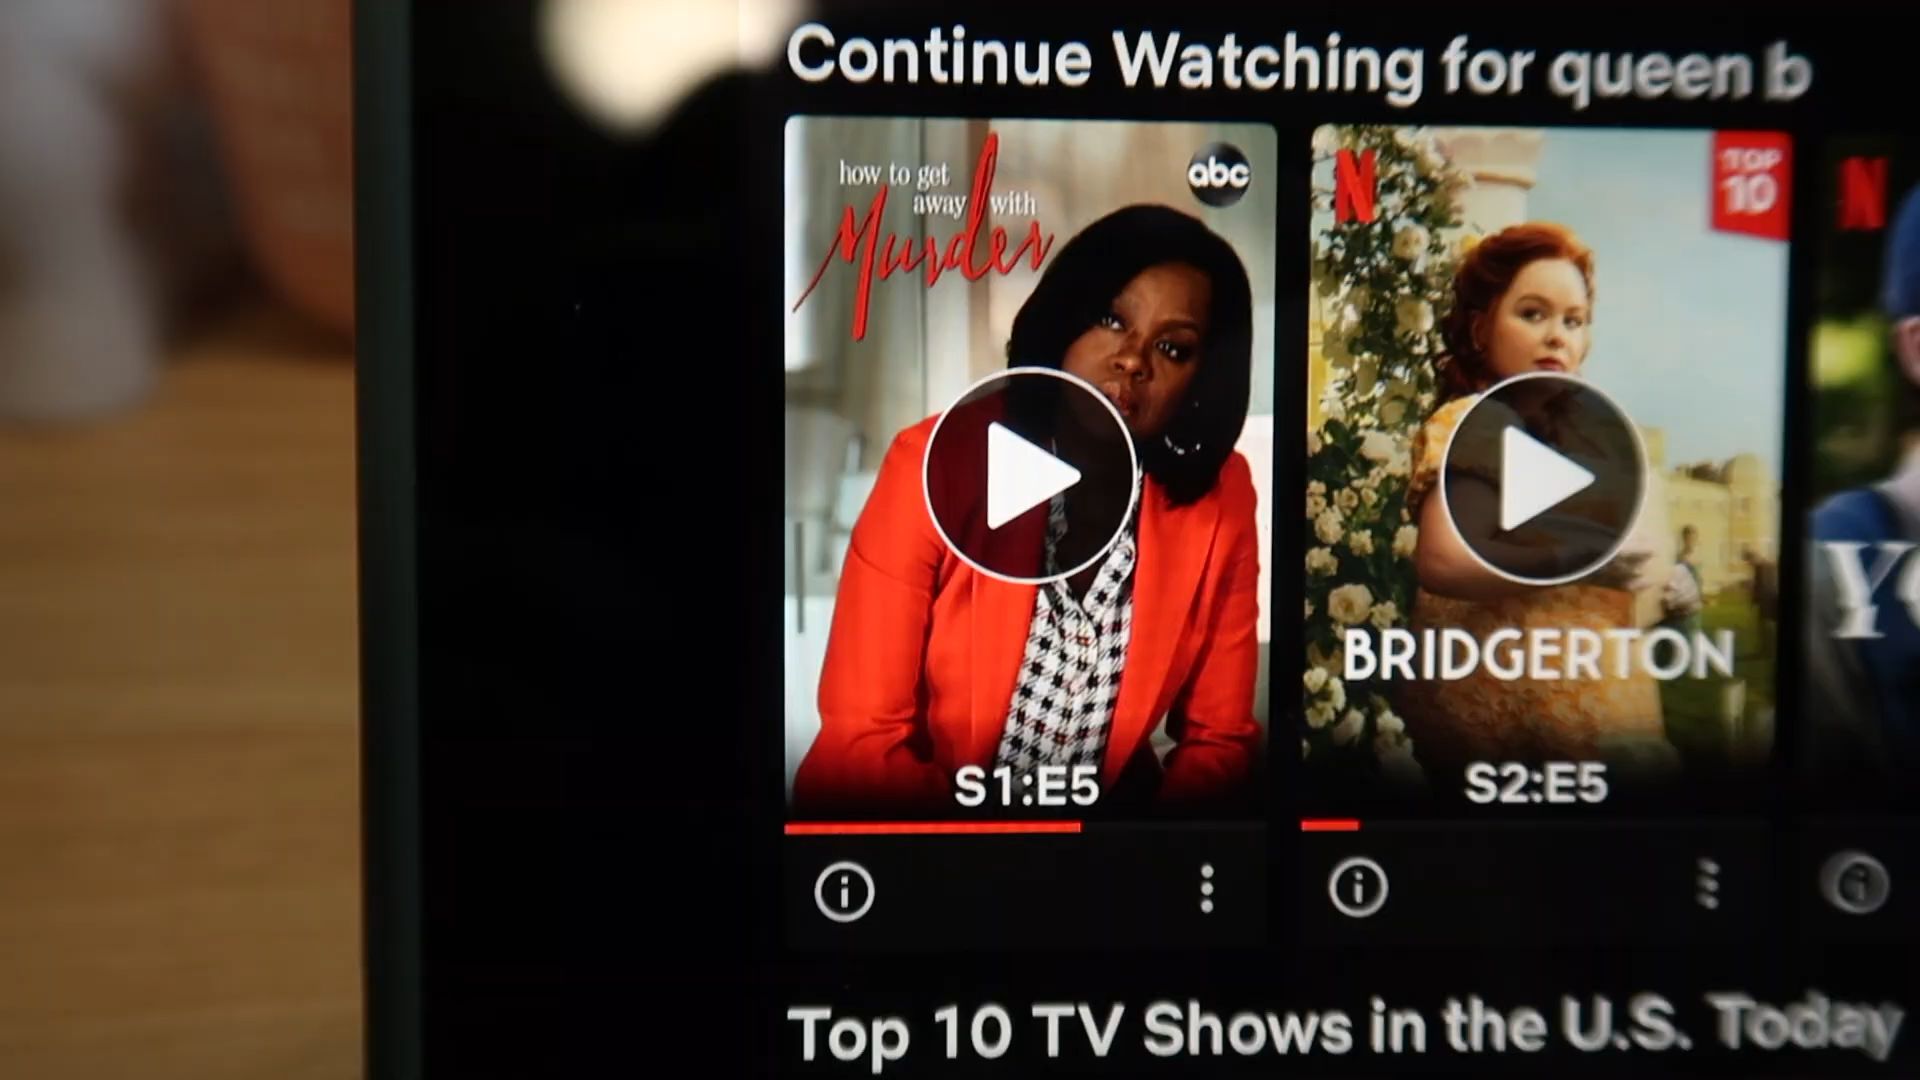 Continue Watching for queen b
how to get
away with
Murder
abc
N
TOP
10
N
BRIDGERTON
S1:E5
S2:E5
Top 10 TV Shows in the U.S. Today